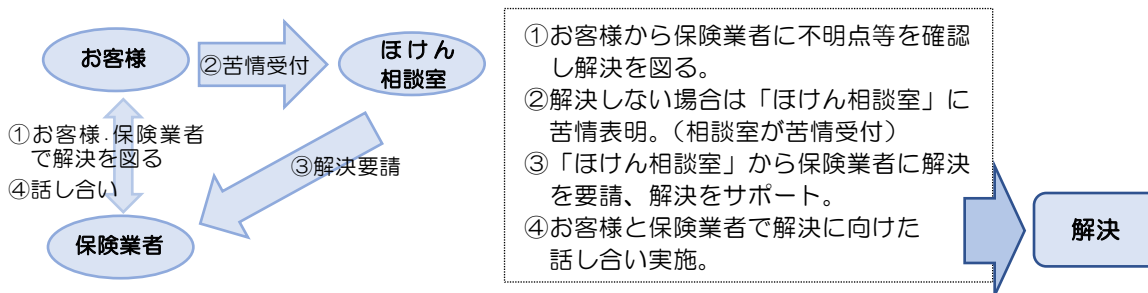 お客様
②苦情受付
ほけん
相談室
①お客様.保険業者
で解決を図る
④話し合い
③解決要請
保険業者
①お客様から保険業者に不明点等を確認
し解決を図る。
②解決しない場合は「ほけん相談室」に
苦情表明。(相談室が苦情受付)
③「ほけん相談室」から保険業者に解決
を要請、解決をサポート。
④お客様と保険業者で解決に向けた
話し合い実施。
解決